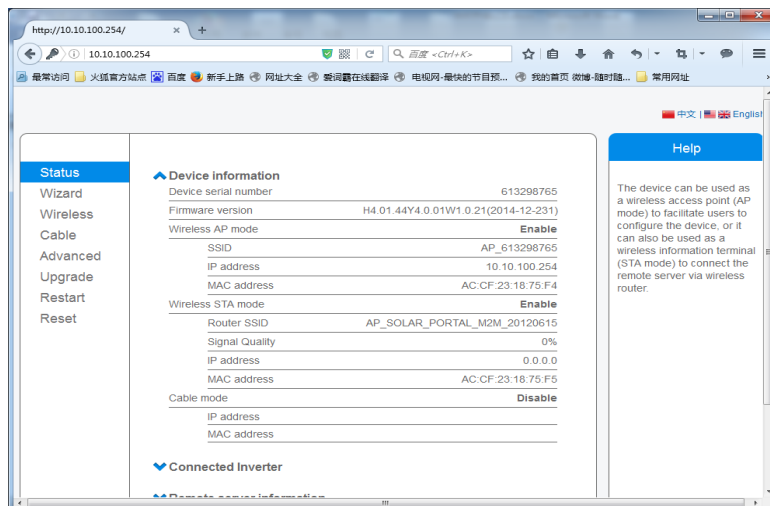 http://10.10.100.254/
10.10.100.254
百度 <Ctrl+K>
最常访问 火狐官方站点 百度 新手上路 网址大全 爱词霸在线翻译 电视网-最快的节目预... 我的首页 微博-随时随... 常用网址
中文 | English
Status
Wizard
Wireless
Cable
Advanced
Upgrade
Restart
Reset
Device information
Device serial number 613298765
Firmware version H4.01.44Y4.0.01W1.0.21(2014-12-231)
Wireless AP mode Enable
SSID AP_613298765
IP address 10.10.100.254
MAC address AC:CF:23:18:75:F4
Wireless STA mode Enable
Router SSID AP_SOLAR_PORTAL_M2M_20120615
Signal Quality 0%
IP address 0.0.0.0
MAC address AC:CF:23:18:75:F5
Cable mode Disable
IP address
MAC address
Connected Inverter
Remote server information
Help
The device can be used as
a wireless access point (AP
mode) to facilitate users to
configure the device, or it
can also be used as a
wireless information terminal
(STA mode) to connect the
remote server via wireless
router.